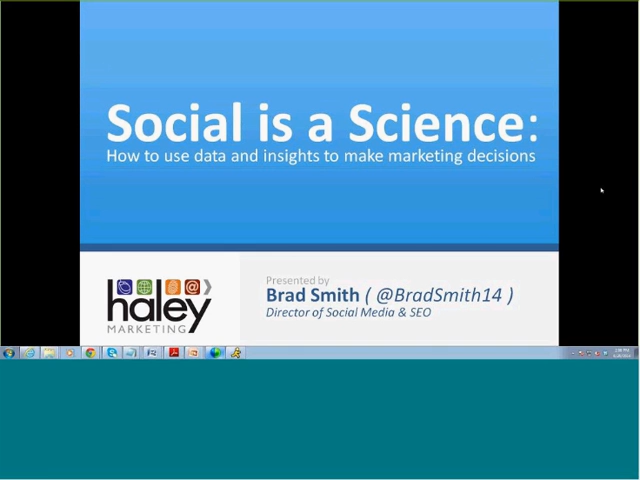 Social is a Science:
How to use data and insights to make marketing decisions
Presented by
Brad Smith ( @BradSmith14 )
Director of Social Media & SEO
haley
MARKETING